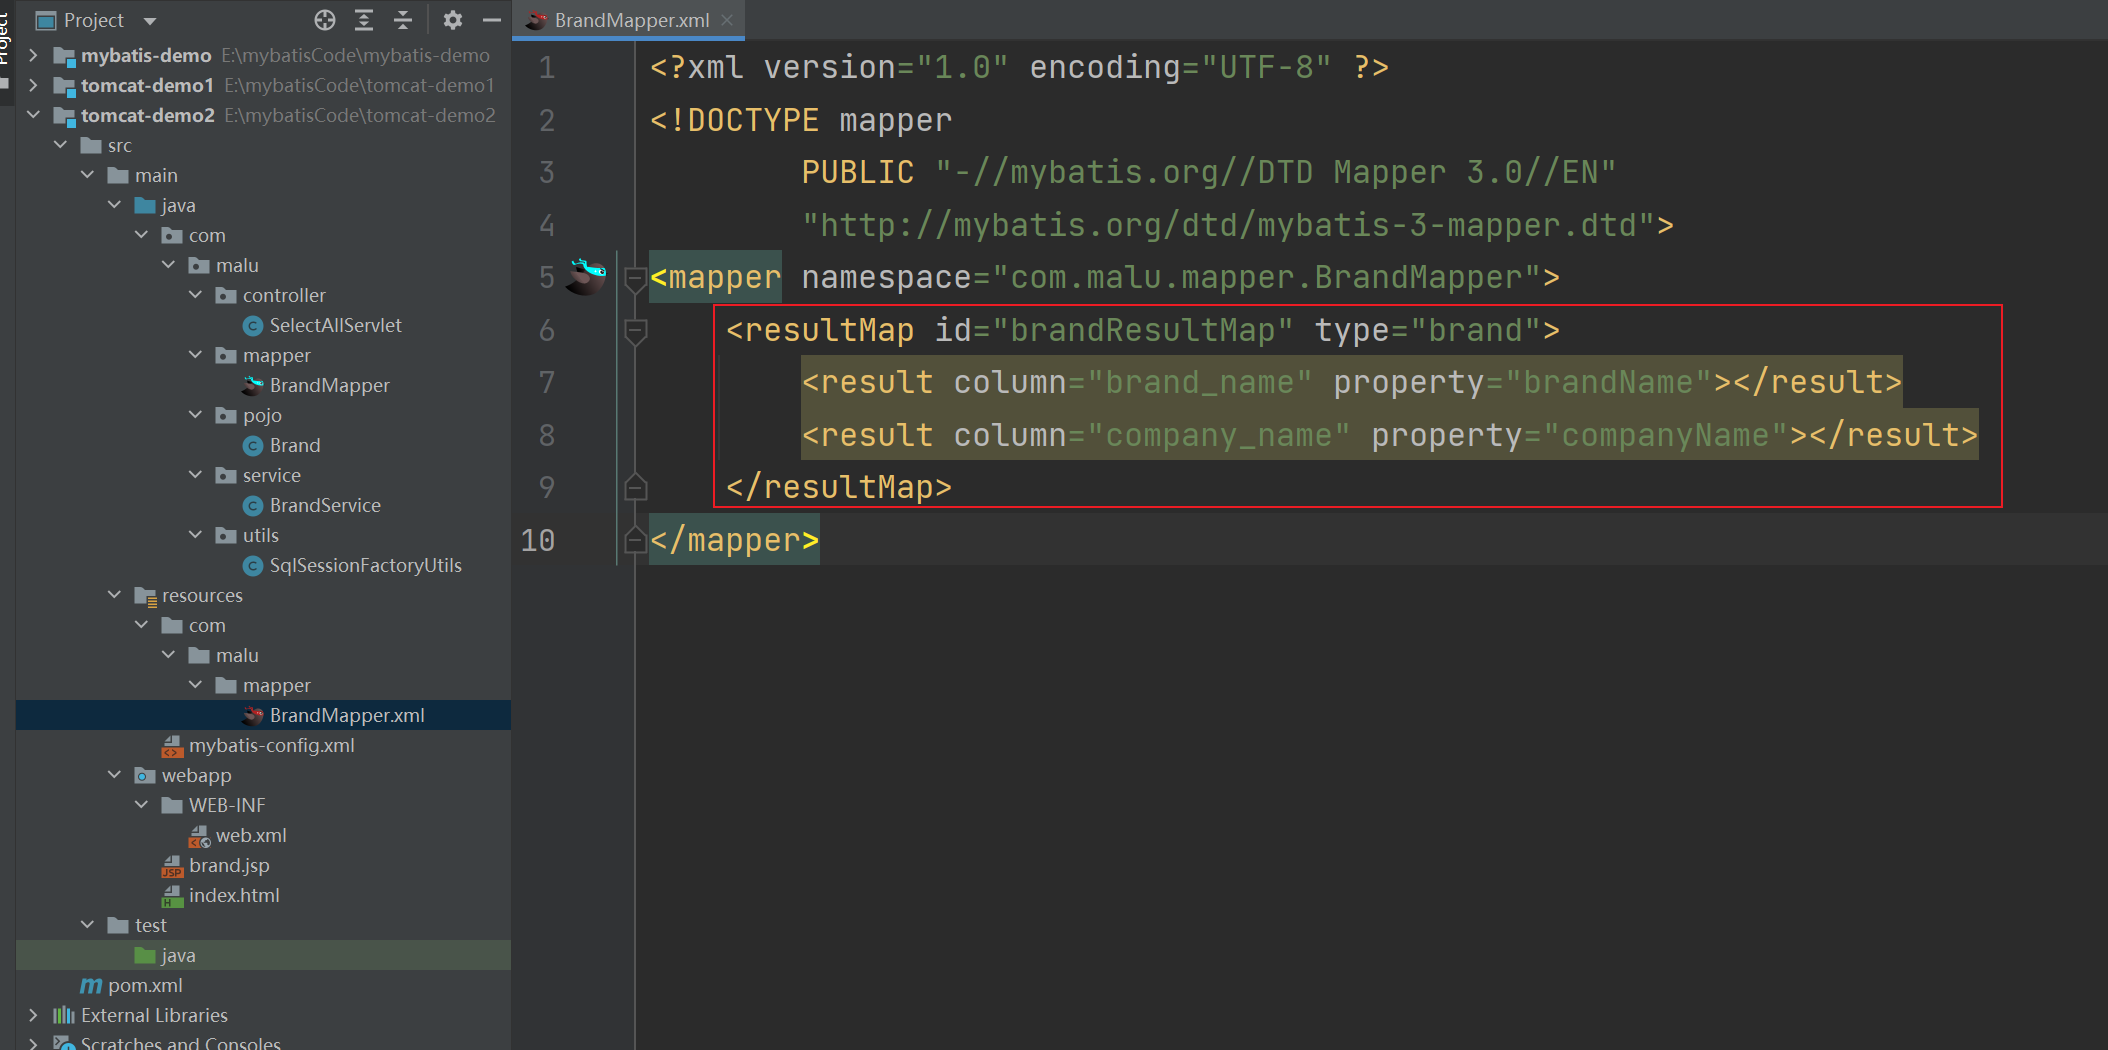 Project
Project
mybatis-demo E:\mybatisCode\mybatis-demo
tomcat-demo1 E:\mybatisCode\tomcat-demo1
tomcat-demo2 E:\mybatisCode\tomcat-demo2
src
main
java
com
malu
controller
SelectAllServlet
mapper
BrandMapper
pojo
Brand
service
BrandService
utils
SqlSessionFactoryUtils
resources
com
malu
mapper
BrandMapper.xml
mybatis-config.xml
webapp
WEB-INF
web.xml
brand.jsp
index.html
test
java
pom.xml
External Libraries
Scratches and Consoles
BrandMapper.xml
1 <?xml version="1.0" encoding="UTF-8" ?>
2 <!DOCTYPE mapper
3 PUBLIC "-//mybatis.org//DTD Mapper 3.0//EN"
4 "http://mybatis.org/dtd/mybatis-3-mapper.dtd">
5 <mapper namespace="com.malu.mapper.BrandMapper">
6 <resultMap id="brandResultMap" type="brand">
7 <result column="brand_name" property="brandName"></result>
8 <result column="company_name" property="companyName"></result>
9 </resultMap>
10 </mapper>